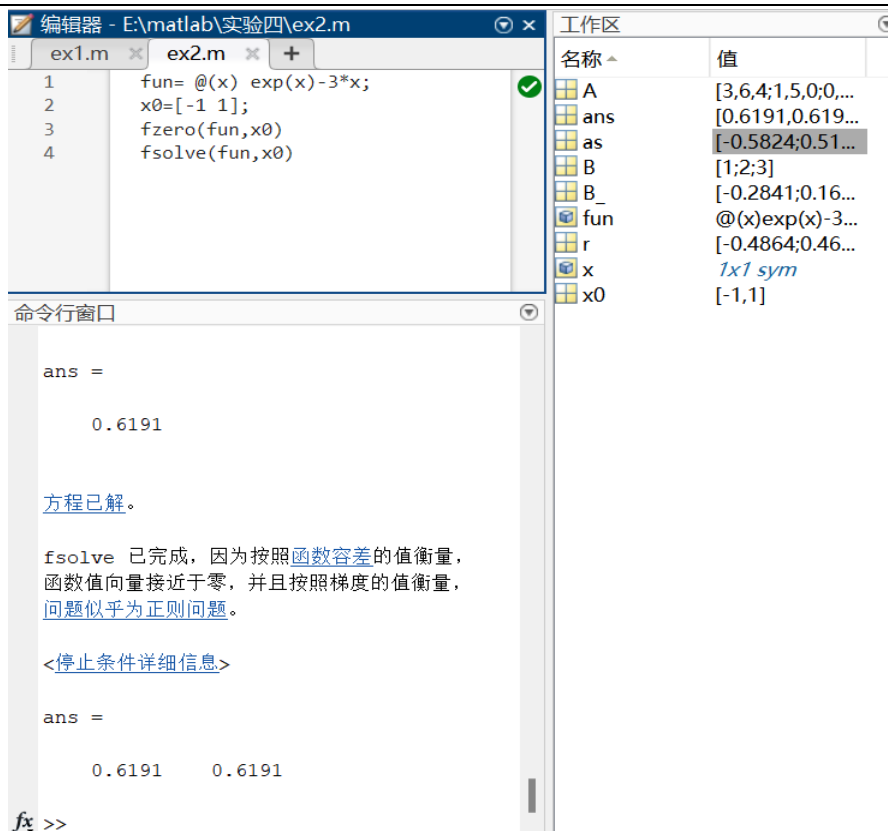 编辑器 - E:\matlab\实验四\ex2.m
ex1.m × ex2.m × +
1 fun= @(x) exp(x)-3*x;
2 x0=[-1 1];
3 fzero(fun,x0)
4 fsolve(fun,x0)
命令行窗口
ans =
0.6191
方程已解。
fsolve 已完成，因为按照函数容差的值衡量，
函数值向量接近于零，并且按照梯度的值衡量，
问题似乎为正则问题。
<停止条件详细信息>
ans =
0.6191 0.6191
fx >>
工作区
名称 值
A [3,6,4;1,5,0;0,...
ans [0.6191,0.619...
as [-0.5824;0.51...
B [1;2;3]
B_ [-0.2841;0.16...
fun @(x)exp(x)-3...
r [-0.4864;0.46...
x 1x1 sym
x0 [-1,1]